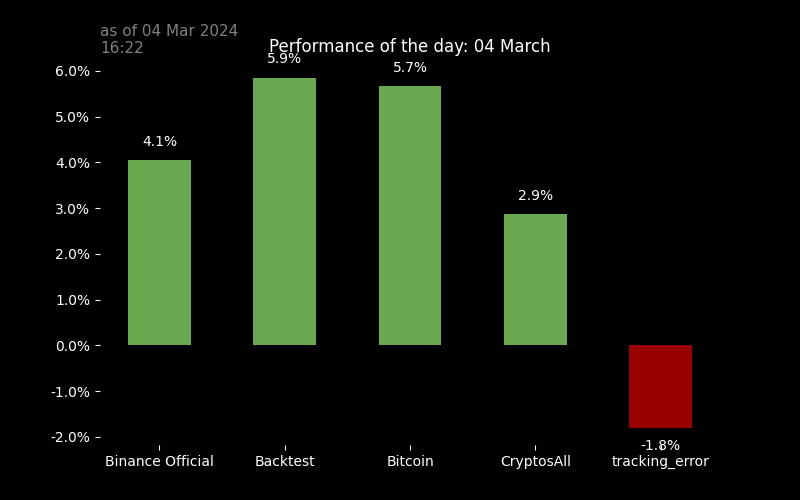 as of 04 Mar 2024
16:22
Performance of the day: 04 March
6.0%
5.0%
4.0%
3.0%
2.0%
1.0%
0.0%
-1.0%
-2.0%
4.1%
5.9%
5.7%
2.9%
-1.8%
Binance Official
Backtest
Bitcoin
CryptosAll
tracking_error